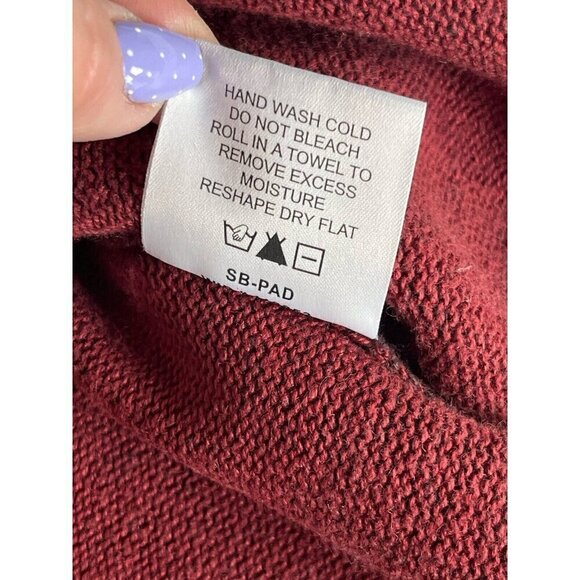 HAND WASH COLD
DO NOT BLEACH
ROLL IN A TOWEL TO
REMOVE EXCESS
MOISTURE
RESHAPE DRY FLAT
SB-PAD